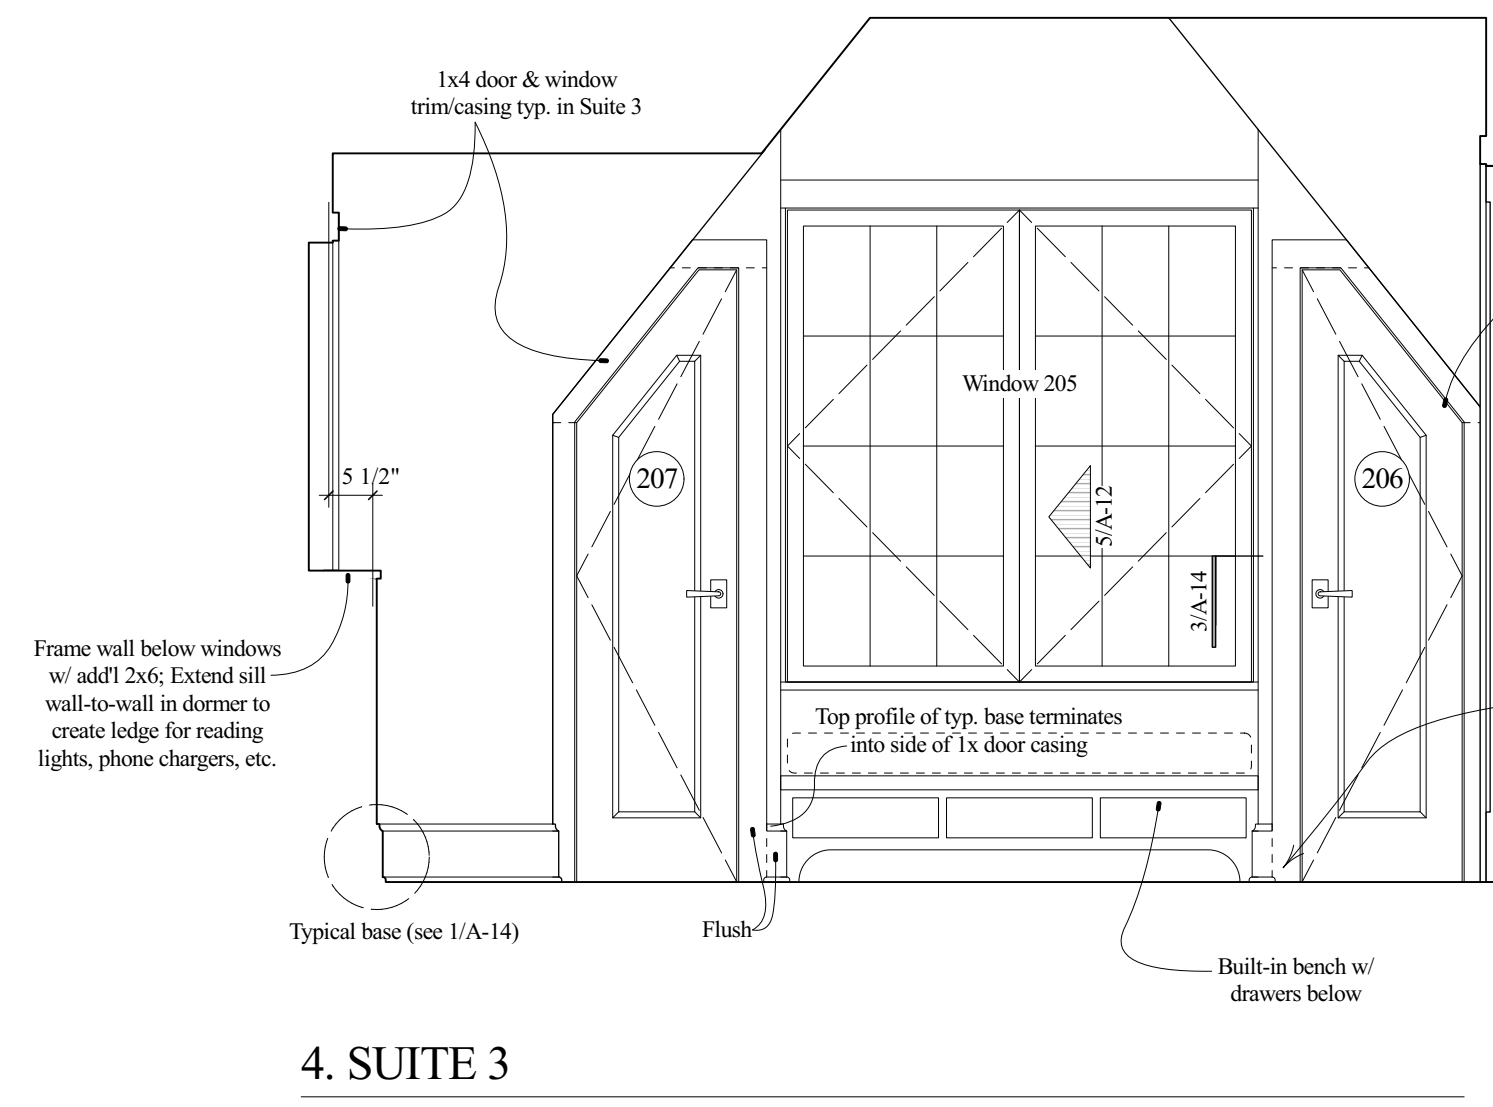 1x4 door & window
trim/casing typ. in Suite 3
Window 205
5 1/2"
207
206
5/A-12
3/A-14
Frame wall below windows
w/ add'l 2x6; Extend sill
wall-to-wall in dormer to
create ledge for reading
lights, phone chargers, etc.
Top profile of typ. base terminates
into side of 1x door casing
Typical base (see 1/A-14)
Flush
Built-in bench w/
drawers below
4. SUITE 3